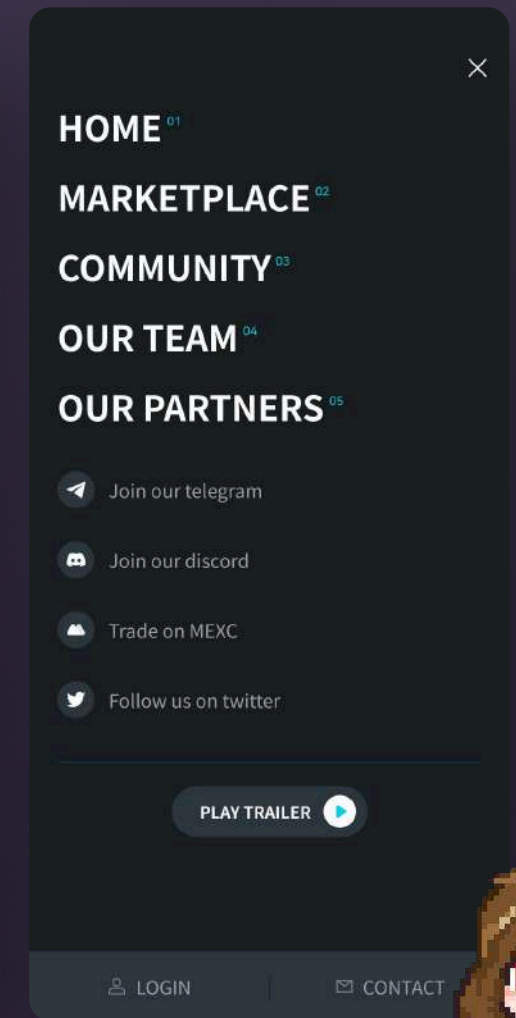 HOME 01
MARKETPLACE 02
COMMUNITY 03
OUR TEAM 04
OUR PARTNERS 05
Join our telegram
Join our discord
Trade on MEXC
Follow us on twitter
PLAY TRAILER
LOGIN
CONTACT